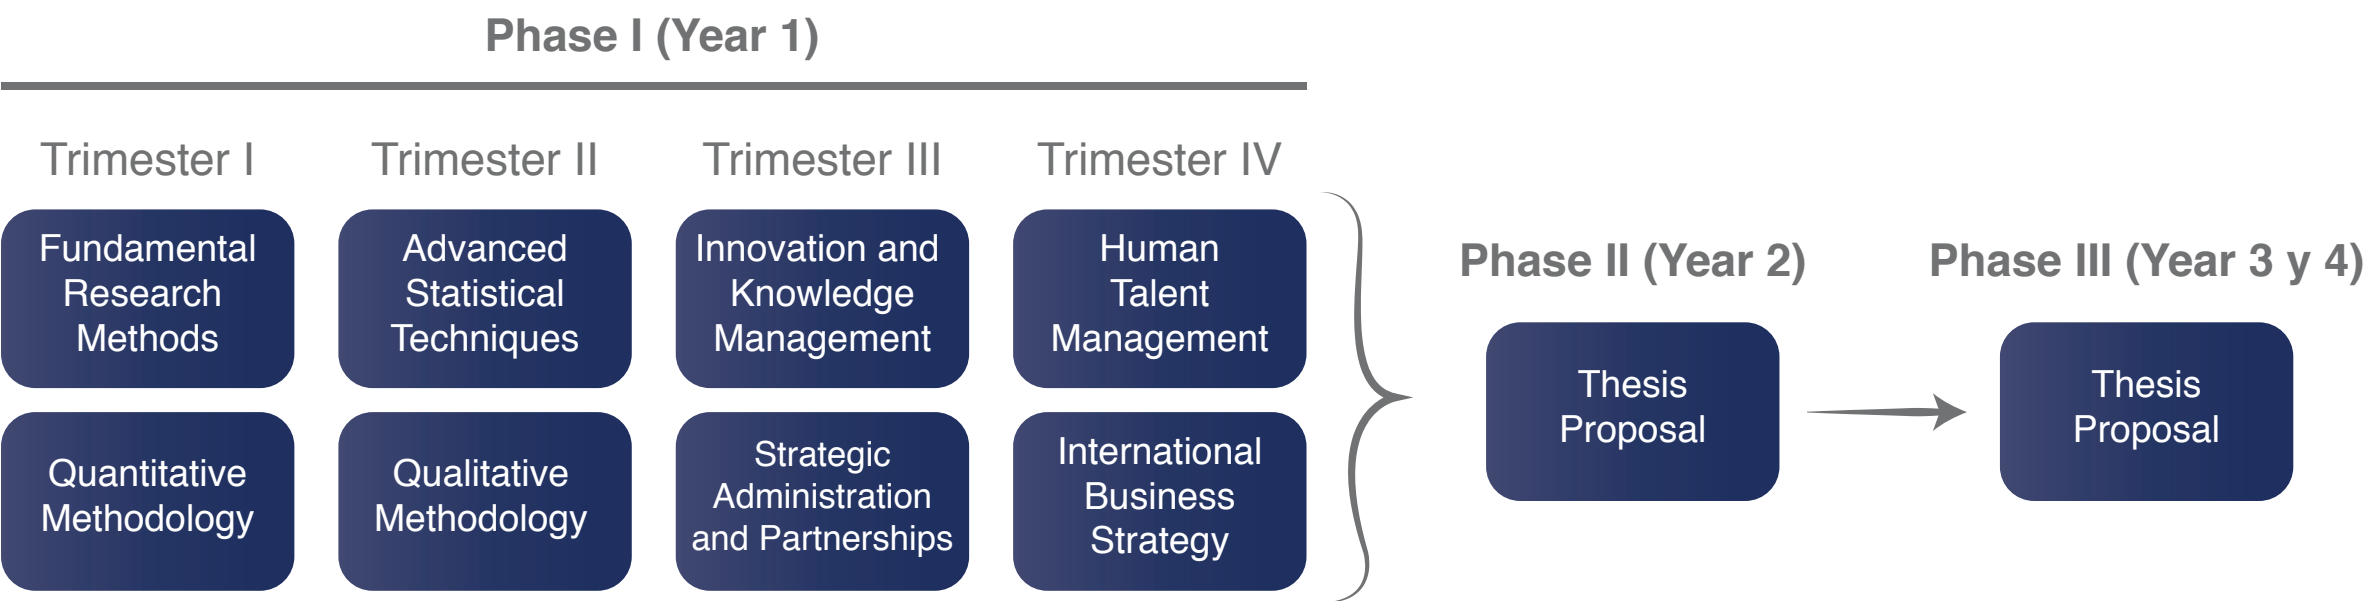 Phase I (Year 1)
Trimester I
Trimester II
Trimester III
Trimester IV
Fundamental
Research
Methods
Advanced
Statistical
Techniques
Innovation and
Knowledge
Management
Human
Talent
Management
Quantitative
Methodology
Qualitative
Methodology
Strategic
Administration
and Partnerships
International
Business
Strategy
Phase II (Year 2)
Thesis
Proposal
Phase III (Year 3 y 4)
Thesis
Proposal